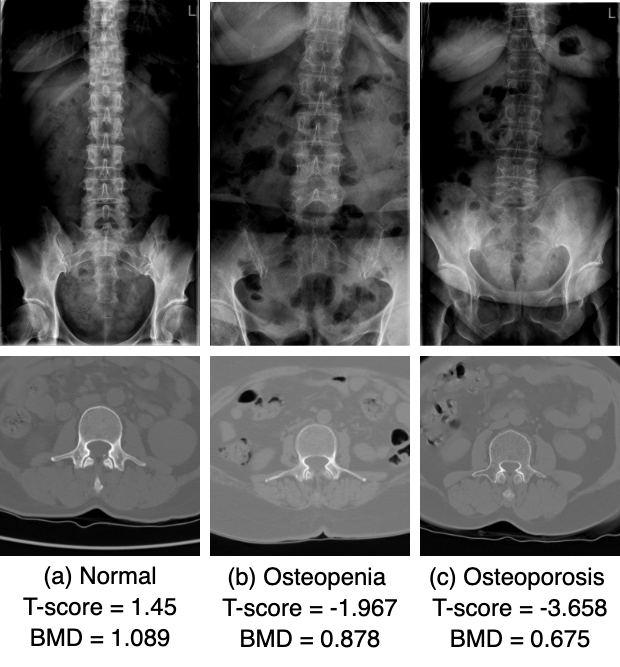 L
L
(a) Normal
T-score = 1.45
BMD = 1.089
(b) Osteopenia
T-score = -1.967
BMD = 0.878
(c) Osteoporosis
T-score = -3.658
BMD = 0.675